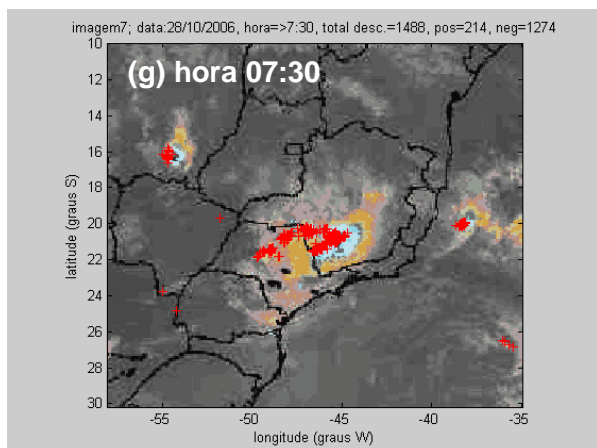 imagem7; data:28/10/2006, hora=>7:30, total desc.=1488, pos=214, neg=1274
(g) hora 07:30
10
12
14
16
18
20
22
24
26
28
30
latitude (graus S)
-55 -50 -45 -40 -35
longitude (graus W)